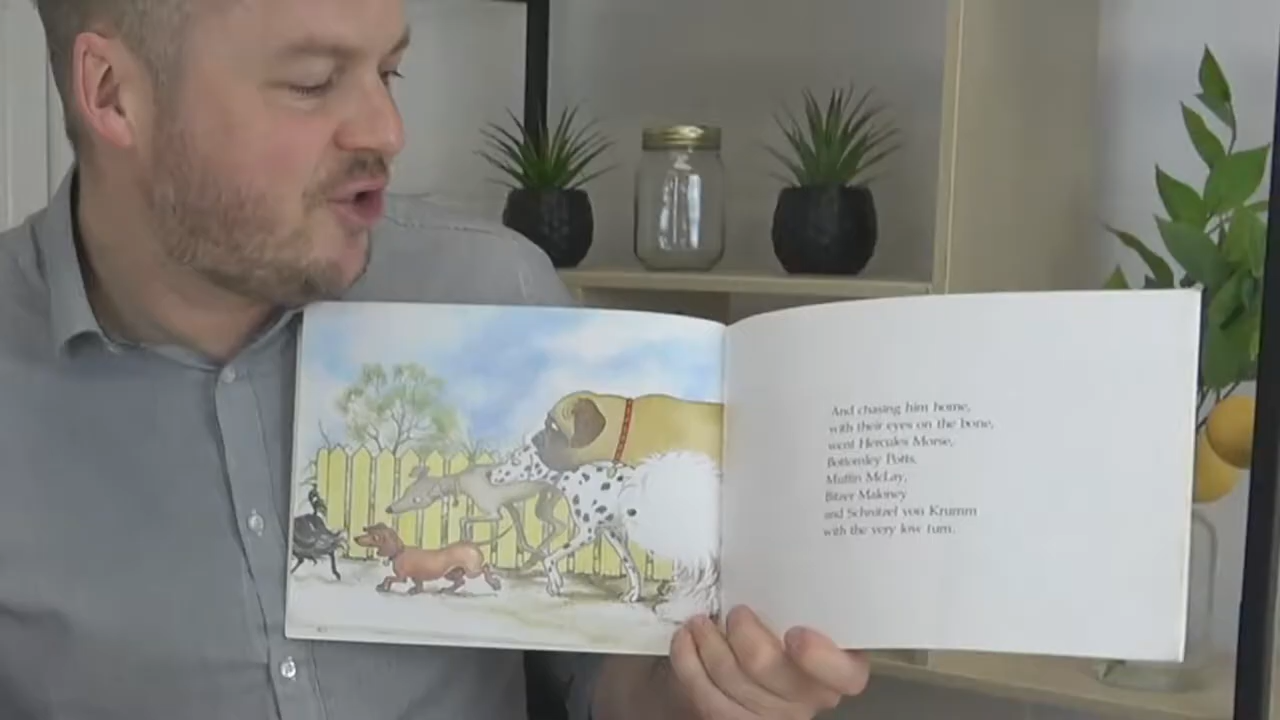 And chasing him home,
with their eyes on the bone,
went Hercules Morse,
Bottomley Potts,
Muffin McLay,
Bitzer Maloney
and Schnitzel von Krumm
with the very low tum.